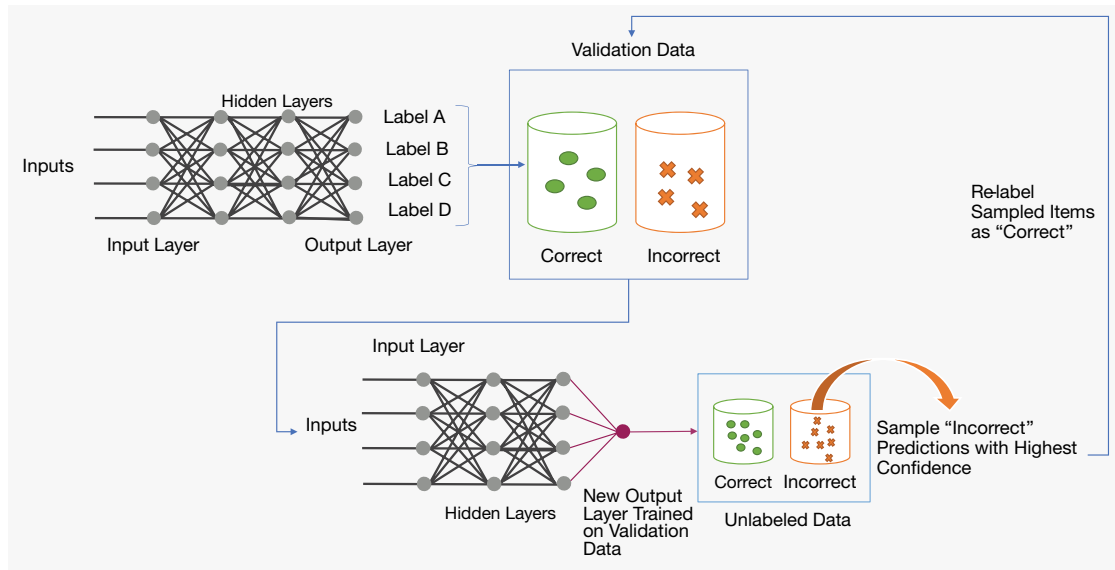 Validation Data
Hidden Layers
Label A
Label B
Label C
Label D
Inputs
Input Layer
Output Layer
Correct
Incorrect
Re-label
Sampled Items
as “Correct”
Input Layer
Inputs
Hidden Layers
New Output
Layer Trained
on Validation
Data
Correct
Incorrect
Unlabeled Data
Sample “Incorrect”
Predictions with Highest
Confidence